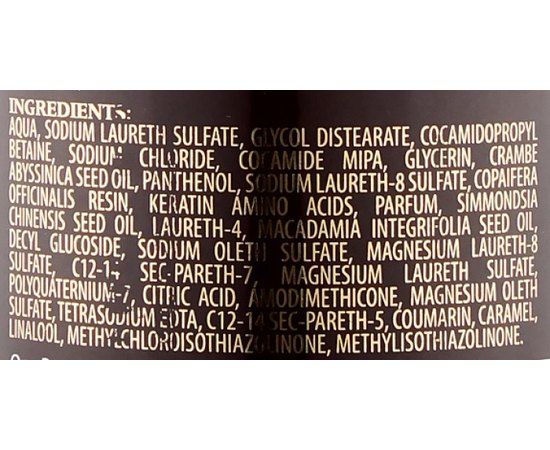 INGREDIENTS:
AQUA, SODIUM LAURETH SULFATE, GLYCOL DISTEARATE, COCAMIDOPROPYL
BETAINE, SODIUM CHLORIDE, COCAMIDE MIPA, GLYCERIN, CRAMBE
ABYSSINICA SEED OIL, PANTHENOL, SODIUM LAURETH-8 SULFATE, COPAIFERA
OFFICINALIS RESIN, KERATIN AMINO ACIDS, PARFUM, SIMMONDSIA
CHINENSIS SEED OIL, LAURETH-4, MACADAMIA INTEGRIFOLIA SEED OIL,
DECYL GLUCOSIDE, SODIUM OLETH SULFATE, MAGNESIUM LAURETH-8
SULFATE, C12-14 SEC-PARETH-7, MAGNESIUM LAURETH SULFATE,
POLYQUATERNIUM-7, CITRIC ACID, AMODIMETHICONE, MAGNESIUM OLETH
SULFATE, TETRASODIUM EDTA, C12-14 SEC-PARETH-5, COUMARIN, CARAMEL,
LINALOOL, METHYLCHLOROISOTHIAZOLINONE, METHYLISOTHIAZOLINONE.